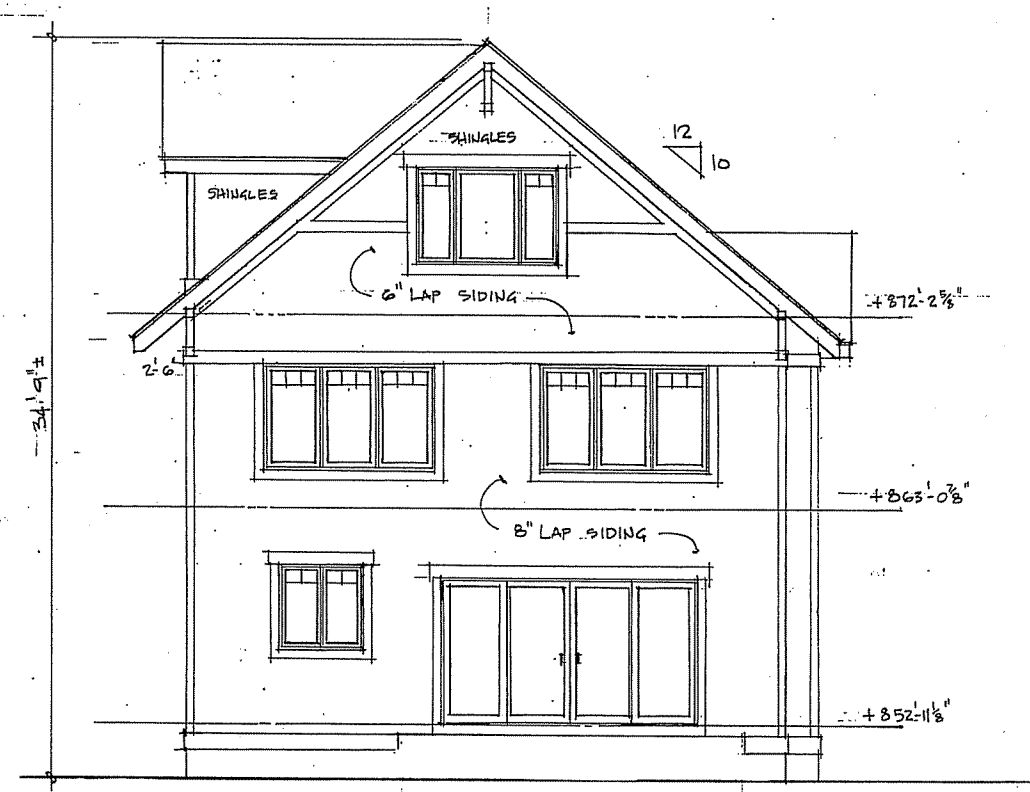 SHINGLES
12
10
SHINGLES
6" LAP SIDING
+872'-2⅝"
2'-6"
34'-9"±
+863'-0⅞"
8" LAP SIDING
+852'-11⅛"